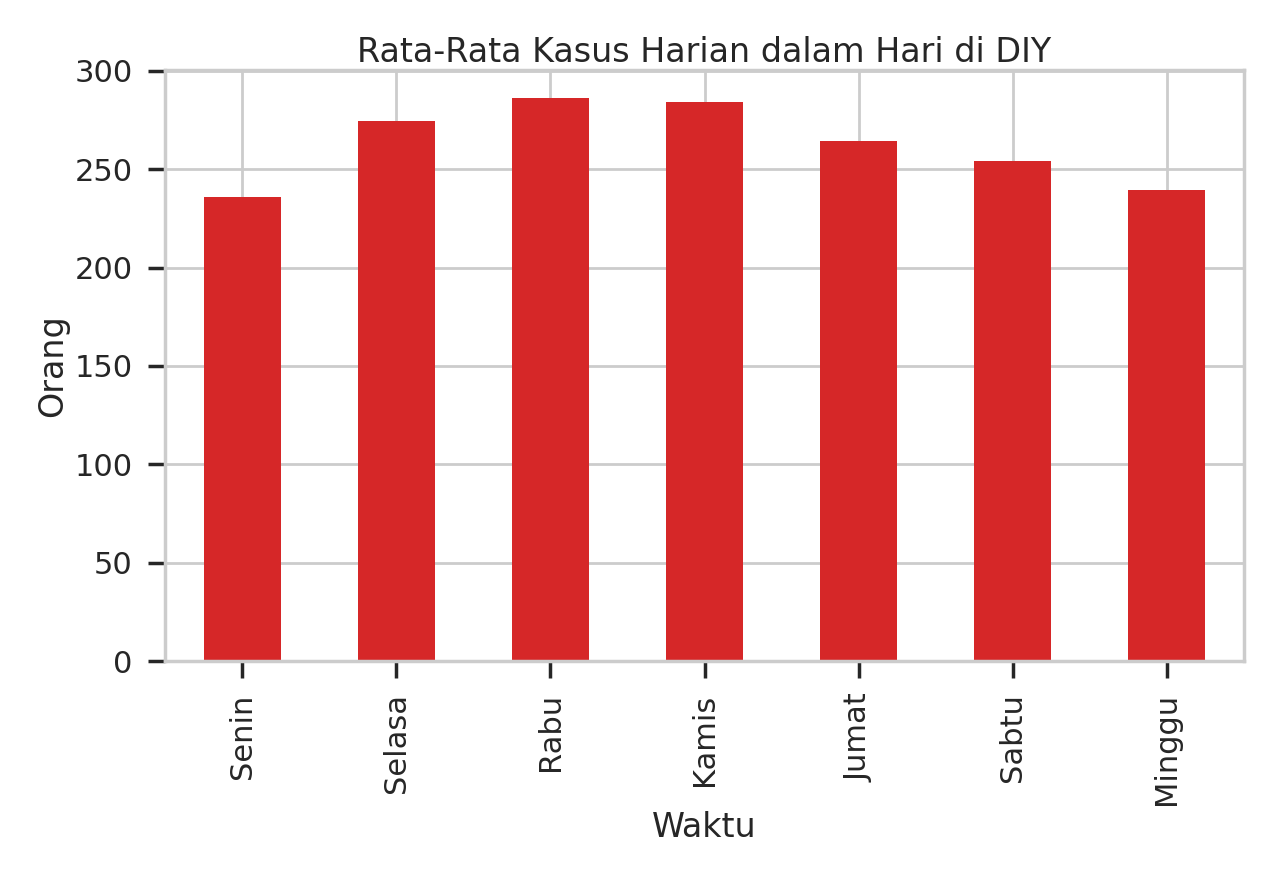 Rata-Rata Kasus Harian dalam Hari di DIY
300
250
200
150
100
50
0
Orang
Senin
Selasa
Rabu
Kamis
Jumat
Sabtu
Minggu
Waktu